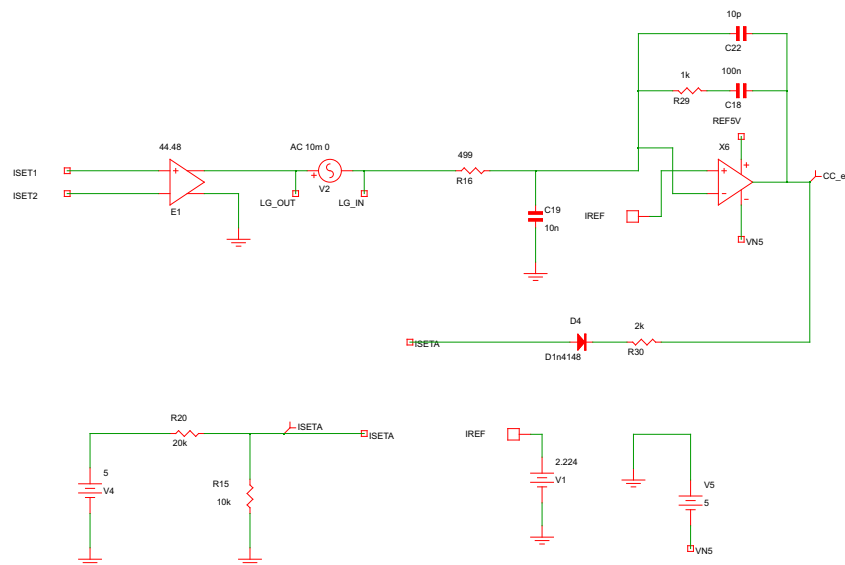 10p
C22
1k
100n
R29
C18
REF5V
44.48
AC 10m 0
X6
499
ISET1
+
+
+
CC_e
R16
V2
ISET2
LG_OUT
LG_IN
E1
C19
IREF
10n
VN5
D4
2k
ISETA
D1n4148
R30
R20
ISETA
ISETA
IREF
20k
5
2.224
R15
V4
V1
V5
10k
5
VN5